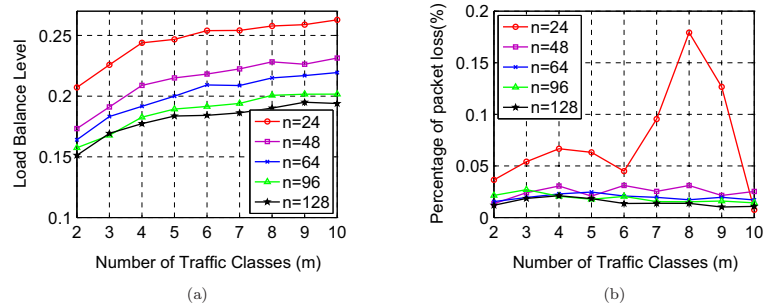 0.25
0.2
0.15
0.1
2 3 4 5 6 7 8 9 10
Load Balance Level
Number of Traffic Classes (m)
n=24
n=48
n=64
n=96
n=128
(a)
0.2
0.15
0.1
0.05
0
2 3 4 5 6 7 8 9 10
Percentage of packet loss(%)
Number of Traffic Classes (m)
n=24
n=48
n=64
n=96
n=128
(b)